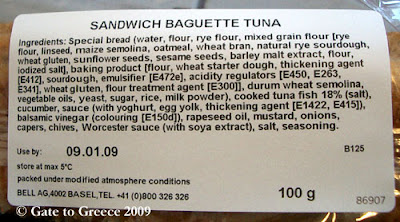 SANDWICH BAGUETTE TUNA
Ingredients: Special bread (water, flour, rye flour, mixed grain flour [rye
flour, linseed, maize semolina, oatmeal, wheat bran, natural rye sourdough,
wheat gluten, sunflower seeds, sesame seeds, barley malt extract, flour,
iodized salt], baking product [flour, wheat starter dough, thickening agent
[E412], sourdough, emulsifier [E472e], acidity regulators [E450, E263,
E341], wheat gluten, flour treatment agent [E300]], durum wheat semolina,
vegetable oils, yeast, sugar, rice, milk powder), cooked tuna fish 18% (salt),
cucumber, sauce (with yoghurt, egg yolk, thickening agent [E1422, E415]),
balsamic vinegar (colouring [E150d]), rapeseed oil, mustard, onions,
capers, chives, Worcester sauce (with soya extract), salt, seasoning.
Use by: 09.01.09 B125
store at max 5°C
packed under modified atmosphere conditions
BELL AG,4002 BASEL,TEL. +41 (0)800 326 326 100 g 86907
© Gate to Greece 2009